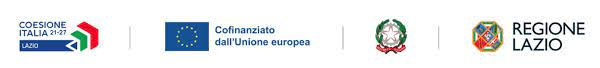 COESIONE
ITALIA 21-27
LAZIO
Cofinanziato
dall'Unione europea
REGIONE
LAZIO